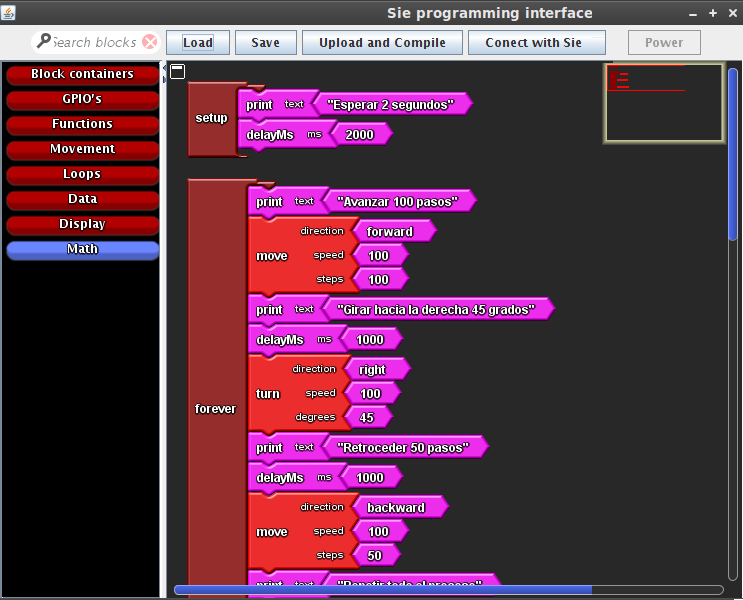 Sie programming interface
Search blocks
Load
Save
Upload and Compile
Conect with Sie
Power
Block containers
GPIO's
Functions
Movement
Loops
Data
Display
Math
setup
print text "Esperar 2 segundos"
delayMs ms 2000
forever
print text "Avanzar 100 pasos"
move
direction forward
speed 100
steps 100
print text "Girar hacia la derecha 45 grados"
delayMs ms 1000
turn
direction right
speed 100
degrees 45
print text "Retroceder 50 pasos"
delayMs ms 1000
move
direction backward
speed 100
steps 50
print text "Repetir todo el proceso"